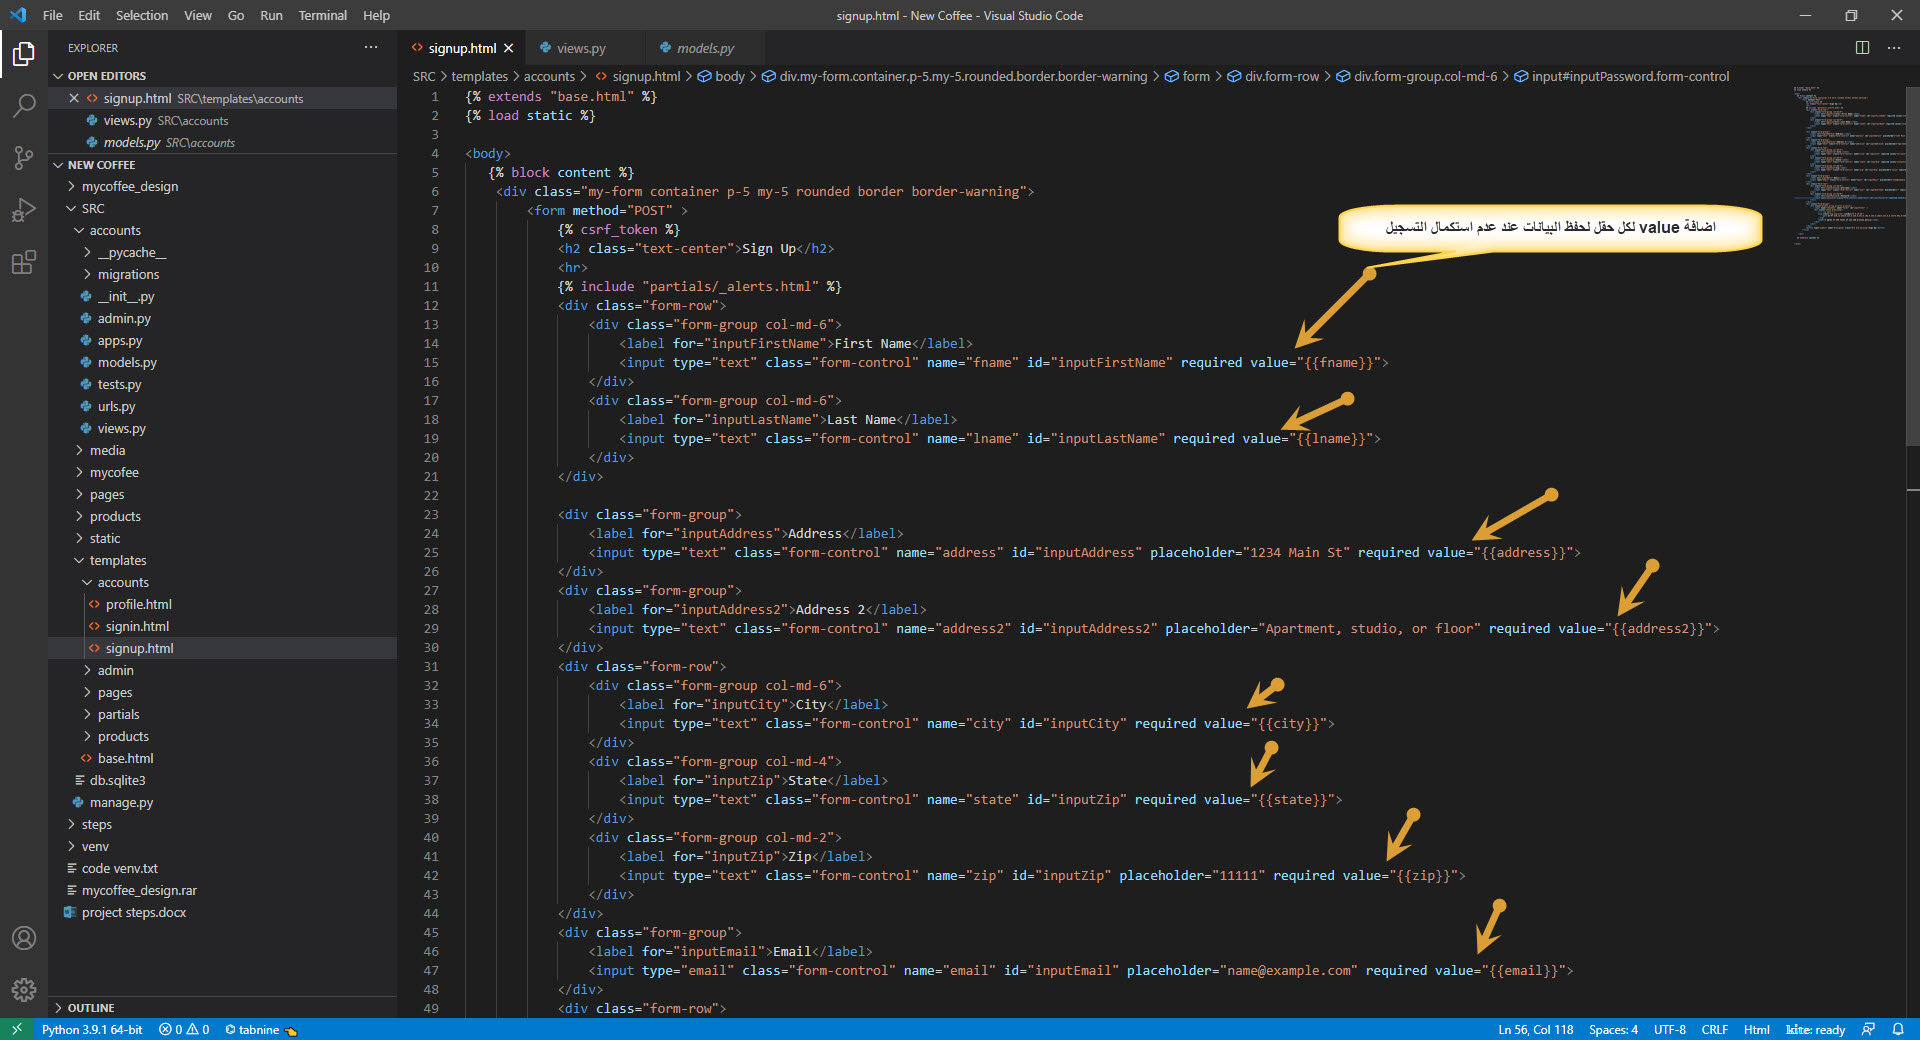 File Edit Selection View Go Run Terminal Help
signup.html - New Coffee - Visual Studio Code
EXPLORER
OPEN EDITORS
signup.html SRC\templates\accounts
views.py SRC\accounts
models.py SRC\accounts
NEW COFFEE
mycoffee_design
SRC
accounts
__pycache__
migrations
__init__.py
admin.py
apps.py
models.py
tests.py
urls.py
views.py
media
mycofee
pages
products
static
templates
accounts
profile.html
signin.html
signup.html
admin
pages
partials
products
base.html
db.sqlite3
manage.py
steps
venv
code venv.txt
mycoffee_design.rar
project steps.docx
OUTLINE
signup.html views.py models.py
SRC > templates > accounts > signup.html > body > div.my-form.container.p-5.my-5.rounded.border.border-warning > form > div.form-row > div.form-group.col-md-6 > input#inputPassword.form-control
1 {% extends "base.html" %}
2 {% load static %}
3
4 <body>
5 {% block content %}
6 <div class="my-form container p-5 my-5 rounded border border-warning">
7 <form method="POST" >
8 {% csrf_token %}
9 <h2 class="text-center">Sign Up</h2>
10 <hr>
11 {% include "partials/_alerts.html" %}
12 <div class="form-row">
13 <div class="form-group col-md-6">
14 <label for="inputFirstName">First Name</label>
15 <input type="text" class="form-control" name="fname" id="inputFirstName" required value="{{fname}}">
16 </div>
17 <div class="form-group col-md-6">
18 <label for="inputLastName">Last Name</label>
19 <input type="text" class="form-control" name="lname" id="inputLastName" required value="{{lname}}">
20 </div>
21 </div>
22
23 <div class="form-group">
24 <label for="inputAddress">Address</label>
25 <input type="text" class="form-control" name="address" id="inputAddress" placeholder="1234 Main St" required value="{{address}}">
26 </div>
27 <div class="form-group">
28 <label for="inputAddress2">Address 2</label>
29 <input type="text" class="form-control" name="address2" id="inputAddress2" placeholder="Apartment, studio, or floor" required value="{{address2}}">
30 </div>
31 <div class="form-row">
32 <div class="form-group col-md-6">
33 <label for="inputCity">City</label>
34 <input type="text" class="form-control" name="city" id="inputCity" required value="{{city}}">
35 </div>
36 <div class="form-group col-md-4">
37 <label for="inputZip">State</label>
38 <input type="text" class="form-control" name="state" id="inputZip" required value="{{state}}">
39 </div>
40 <div class="form-group col-md-2">
41 <label for="inputZip">Zip</label>
42 <input type="text" class="form-control" name="zip" id="inputZip" placeholder="11111" required value="{{zip}}">
43 </div>
44 </div>
45 <div class="form-group">
46 <label for="inputEmail">Email</label>
47 <input type="email" class="form-control" name="email" id="inputEmail" placeholder="name@example.com" required value="{{email}}">
48 </div>
49 <div class="form-row">
اضافة value لكل حقل لحفظ البيانات عند عدم استكمال التسجيل
Python 3.9.1 64-bit 0 0 tabnine
Ln 56, Col 118 Spaces: 4 UTF-8 CRLF Html kite: ready